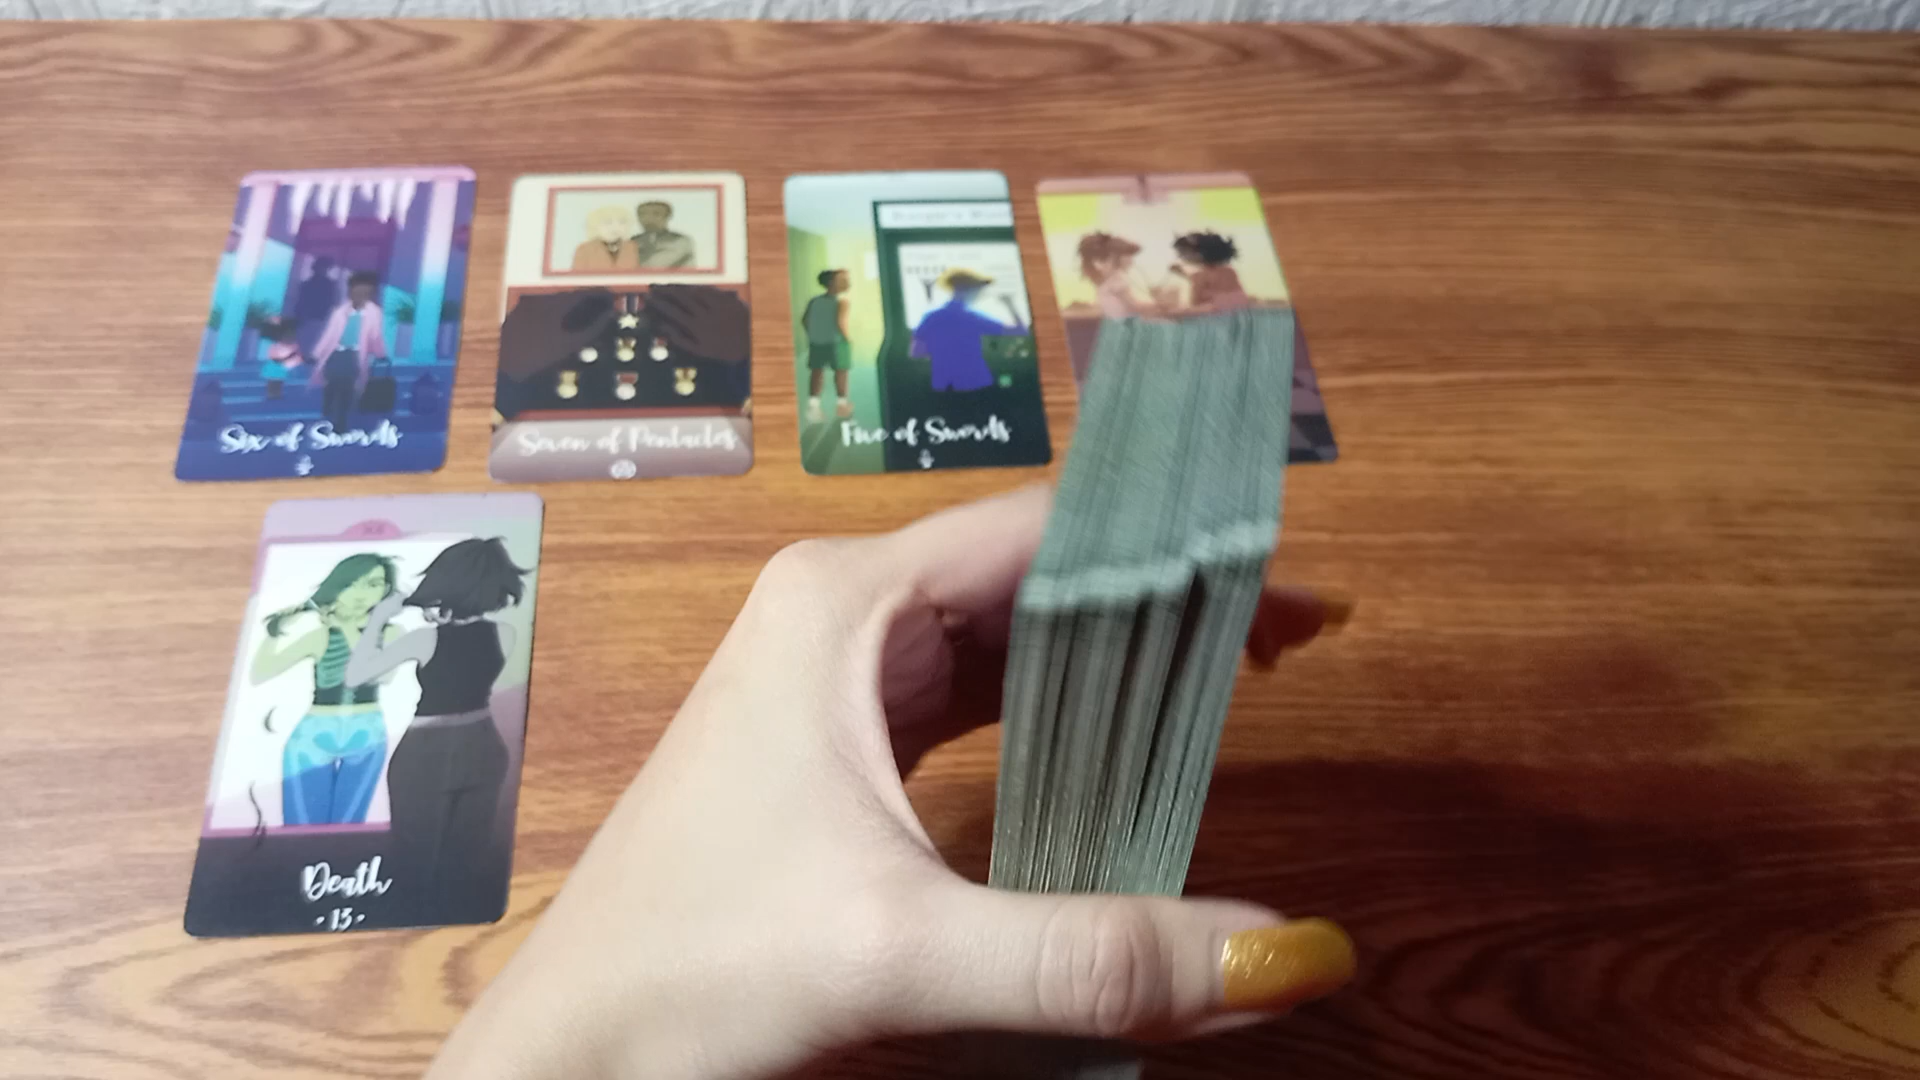 Six of Swords
Seven of Pentacles
Five of Swords
Death
- 13 -